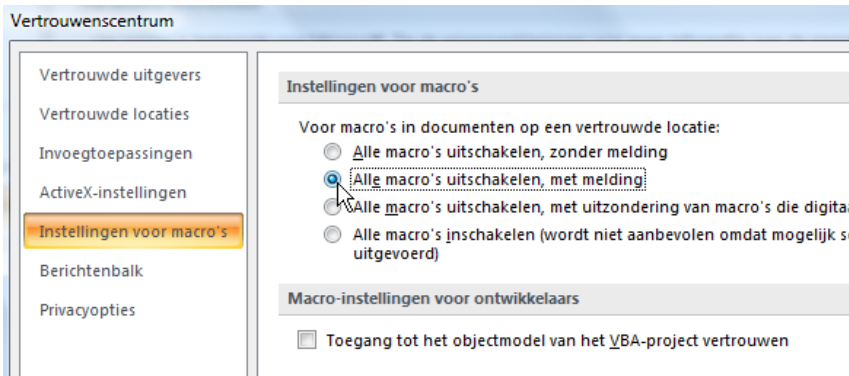 Vertrouwenscentrum
Vertrouwde uitgevers
Vertrouwde locaties
Invoegtoepassingen
ActiveX-instellingen
Instellingen voor macro's
Berichtenbalk
Privacyopties
Instellingen voor macro's
Voor macro's in documenten op een vertrouwde locatie:
Alle macro's uitschakelen, zonder melding
Alle macro's uitschakelen, met melding
Alle macro's uitschakelen, met uitzondering van macro's die
Alle macro's inschakelen (wordt niet aanbevolen omdat mogelijk
uitgevoerd)
Macro-instellingen voor ontwikkelaars
Toegang tot het objectmodel van het VBA-project vertrouwen